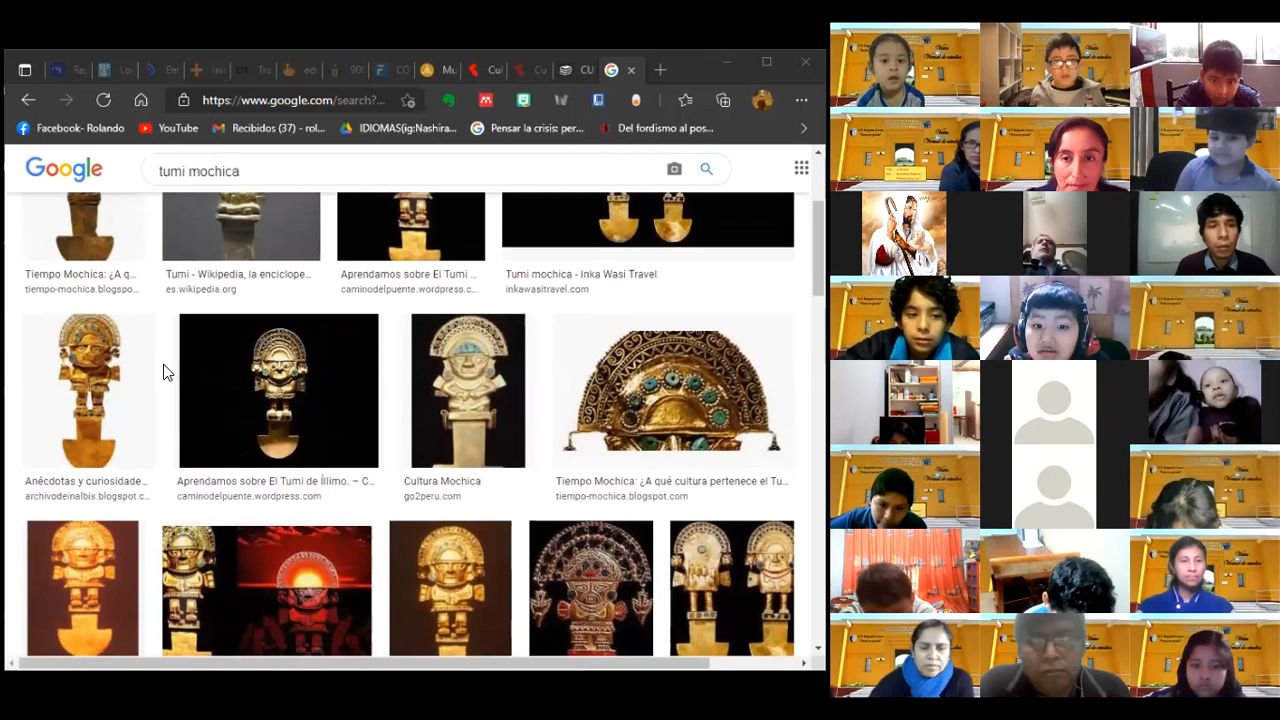 Cul
CU
https://www.google.com/search?...
Facebook- Rolando
YouTube
Recibidos (37) - rol...
IDIOMAS(ig:Nashira...
Pensar la crisis: per...
Del fordismo al pos...
Google
tumi mochica
Tiempo Mochica: ¿A q...
Tumi - Wikipedia, la enciclope...
Aprendamos sobre El Tumi ...
Tumi mochica - Inka Wasi Travel
tiempo-mochica.blogspo...
es.wikipedia.org
caminodelpuente.wordpress.c...
inkawasitravel.com
Anécdotas y curiosidade...
Aprendamos sobre El Tumi de Íllimo. – C...
Cultura Mochica
Tiempo Mochica: ¿A qué cultura pertenece el Tu...
archivodeinalbis.blogspot.c...
caminodelpuente.wordpress.com
go2peru.com
tiempo-mochica.blogspot.com